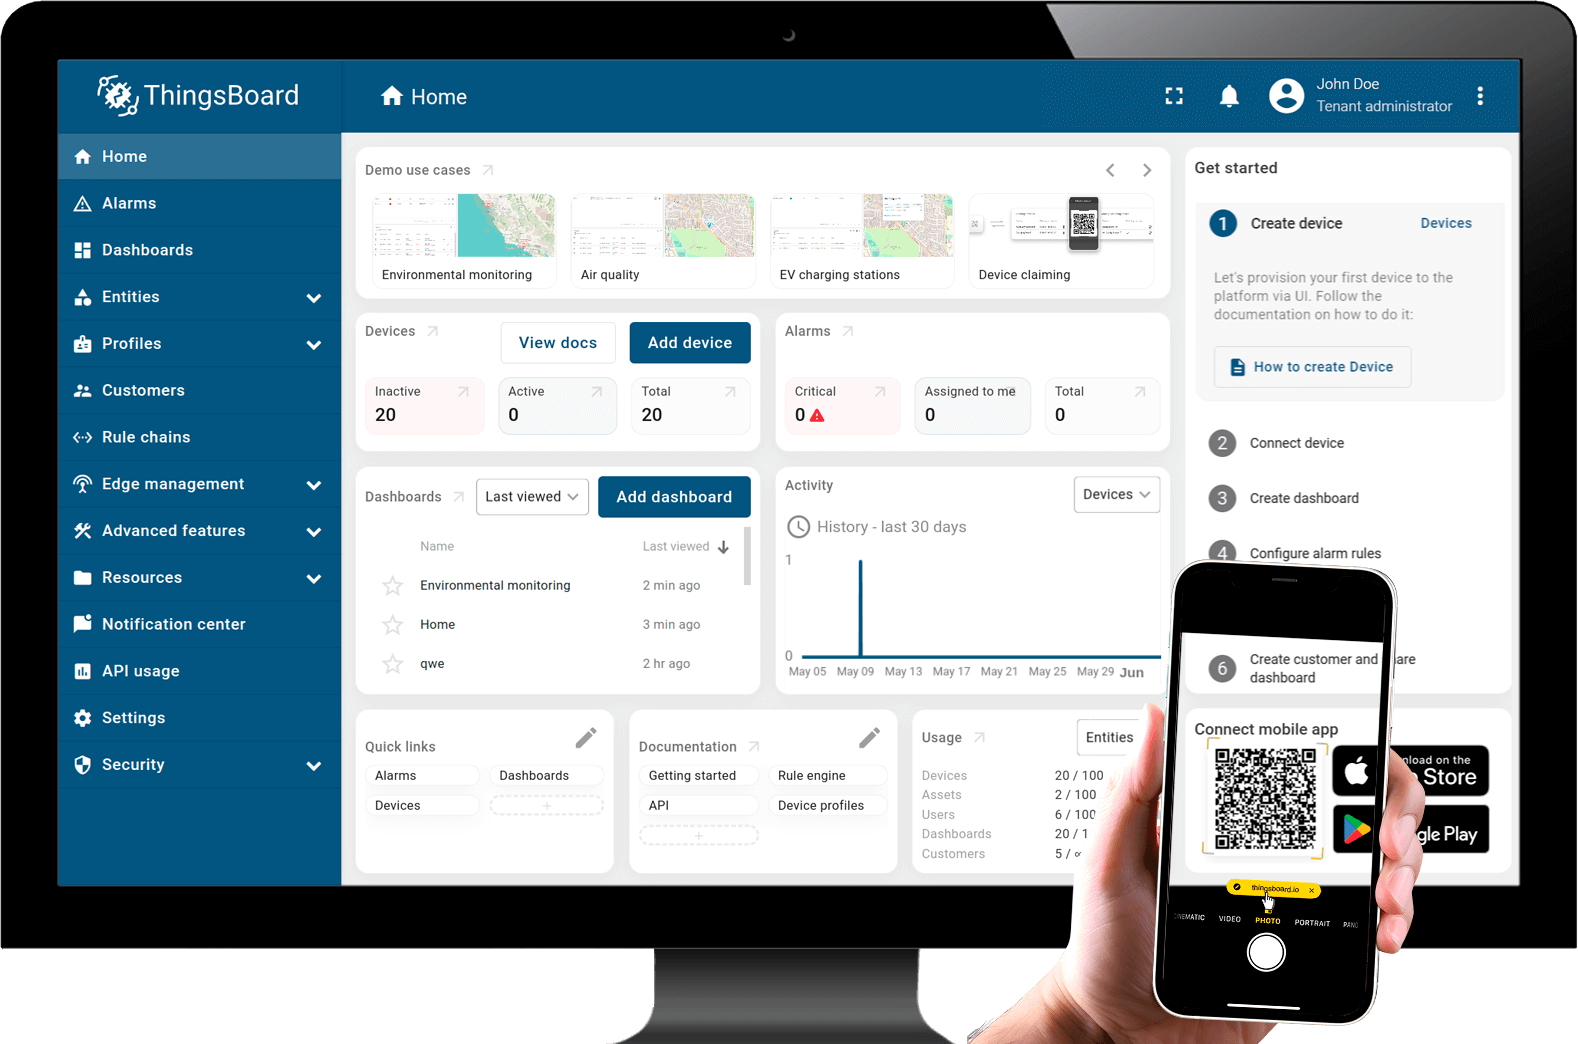 ThingsBoard
Home
John Doe
Tenant administrator
Home
Alarms
Dashboards
Entities
Profiles
Customers
Rule chains
Edge management
Advanced features
Resources
Notification center
API usage
Settings
Security
Demo use cases
Environmental monitoring
Air quality
EV charging stations
Device claiming
Devices
View docs
Add device
Inactive
20
Active
0
Total
20
Alarms
Critical
0
Assigned to me
0
Total
0
Dashboards
Last viewed
Add dashboard
Name
Last viewed
Environmental monitoring
2 min ago
Home
3 min ago
qwe
2 hr ago
Activity
Devices
History - last 30 days
1
0
May 05 May 09 May 13 May 17 May 21 May 25 May 29 Jun
Quick links
Alarms
Dashboards
Devices
+
Documentation
Getting started
Rule engine
API
Device profiles
+
Usage
Entities
Devices 20 / 100
Assets 2 / 100
Users 6 / 100
Dashboards 20 / 1
Customers 5 / ∞
Get started
1 Create device
Devices
Let's provision your first device to the
platform via UI. Follow the
documentation on how to do it:
How to create Device
2 Connect device
3 Create dashboard
4 Configure alarm rules
6 Create customer and are
dashboard
Connect mobile app
nload on the
Store
gle Play
thingsboard.io
INEMATIC VIDEO PHOTO PORTRAIT PANO